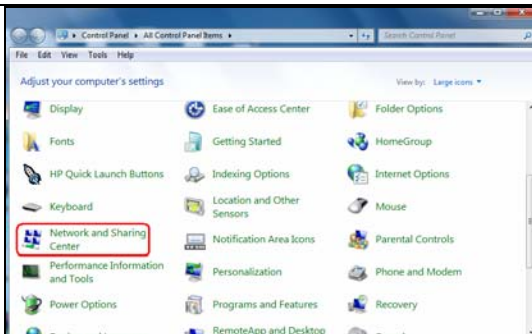 Control Panel ▸ All Control Panel Items ▸ Search Control Panel
File Edit View Tools Help
Adjust your computer's settings View by: Large icons
Display Ease of Access Center Folder Options
Fonts Getting Started HomeGroup
HP Quick Launch Buttons Indexing Options Internet Options
Keyboard Location and Other
Sensors Mouse
Network and Sharing
Center Notification Area Icons Parental Controls
Performance Information
and Tools Personalization Phone and Modem
Power Options Programs and Features Recovery
RemoteApp and Desktop